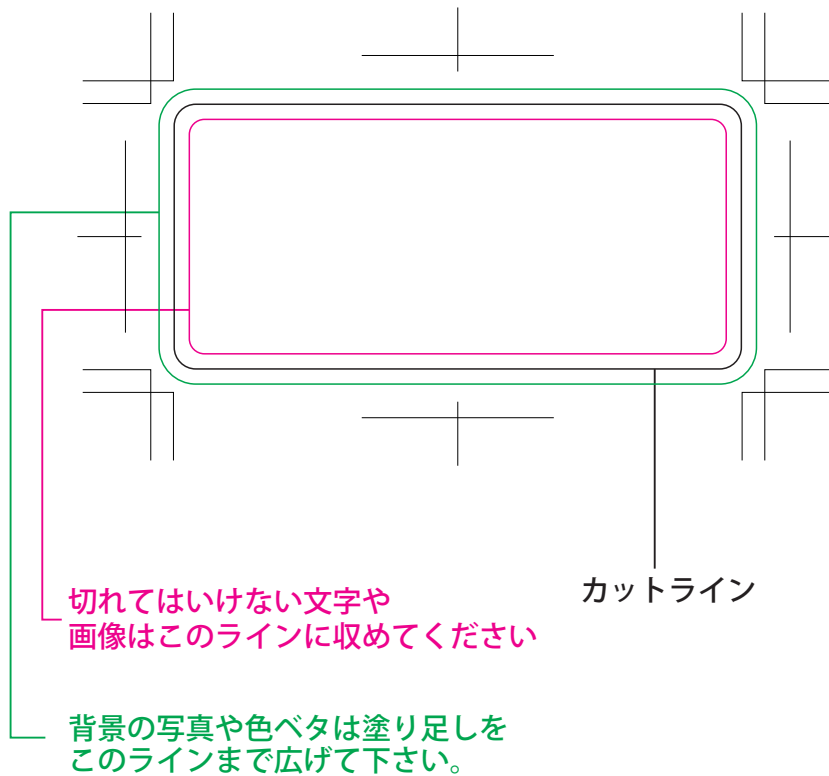 カットライン
切れてはいけない文字や
画像はこのラインに収めてください
背景の写真や色ベタは塗り足しを
このラインまで広げて下さい。